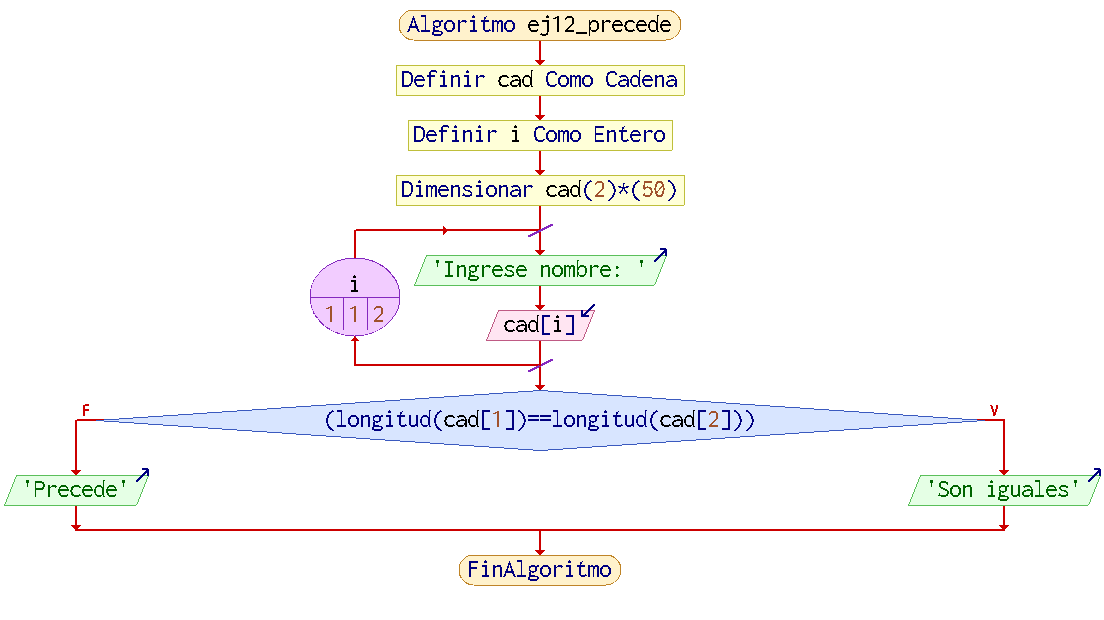 Algoritmo ej12_precede
Definir cad Como Cadena
Definir i Como Entero
Dimensionar cad(2)*(50)
'Ingrese nombre: '
i
1 1 2
cad[i]
F
(longitud(cad[1])==longitud(cad[2]))
V
'Precede'
'Son iguales'
FinAlgoritmo